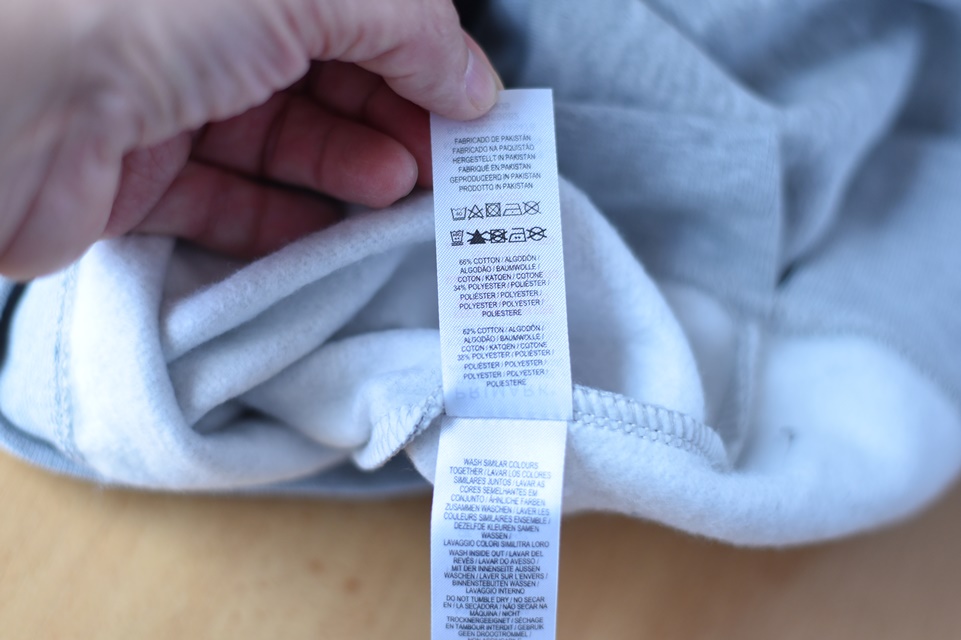 FABRICADO DE PAKISTÁN
FABRICADO NA PAQUISTÃO
HERGESTELLT IN PAKISTAN
FABRIQUÉ EN PAKISTAN
GEPRODUCEERD IN PAKISTAN
PRODOTTO IN PAKISTAN
66% COTTON / ALGODÓN /
ALGODÃO / BAUMWOLLE /
COTON / KATOEN / COTONE
34% POLYESTER / POLIÉSTER /
POLIÉSTER / POLYESTER /
POLYESTER / POLYESTER /
POLIESTERE
62% COTTON / ALGODÓN /
ALGODÃO / BAUMWOLLE /
COTON / KATOEN / COTONE
38% POLYESTER / POLIÉSTER /
POLIÉSTER / POLYESTER /
POLYESTER / POLYESTER /
POLIESTERE
PRIMARK
WASH SIMILAR COLOURS
TOGETHER / LAVAR LOS COLORES
SIMILARES JUNTOS / LAVAR AS
CORES SEMELHANTES EM
CONJUNTO / ÄHNLICHE FARBEN
ZUSAMMEN WASCHEN / LAVER LES
COULEURS SIMILAIRES ENSEMBLE /
DEZELFDE KLEUREN SAMEN
WASSEN /
LAVAGGIO COLORI SIMILI TRA LORO
WASH INSIDE OUT / LAVAR DEL
REVÉS / LAVAR DO AVESSO /
MIT DER INNENSEITE AUSSEN
WASCHEN / LAVER SUR L'ENVERS /
BINNENSTEBUITEN WASSEN /
LAVAGGIO INTERNO
DO NOT TUMBLE DRY / NO SECAR
EN / LA SECADORA / NÃO SECAR NA
MÁQUINA / NICHT
TROCKNERGEEIGNET / SÉCHAGE
EN TAMBOUR INTERDIT / GEBRUIK
GEEN DROOGTROMMEL /